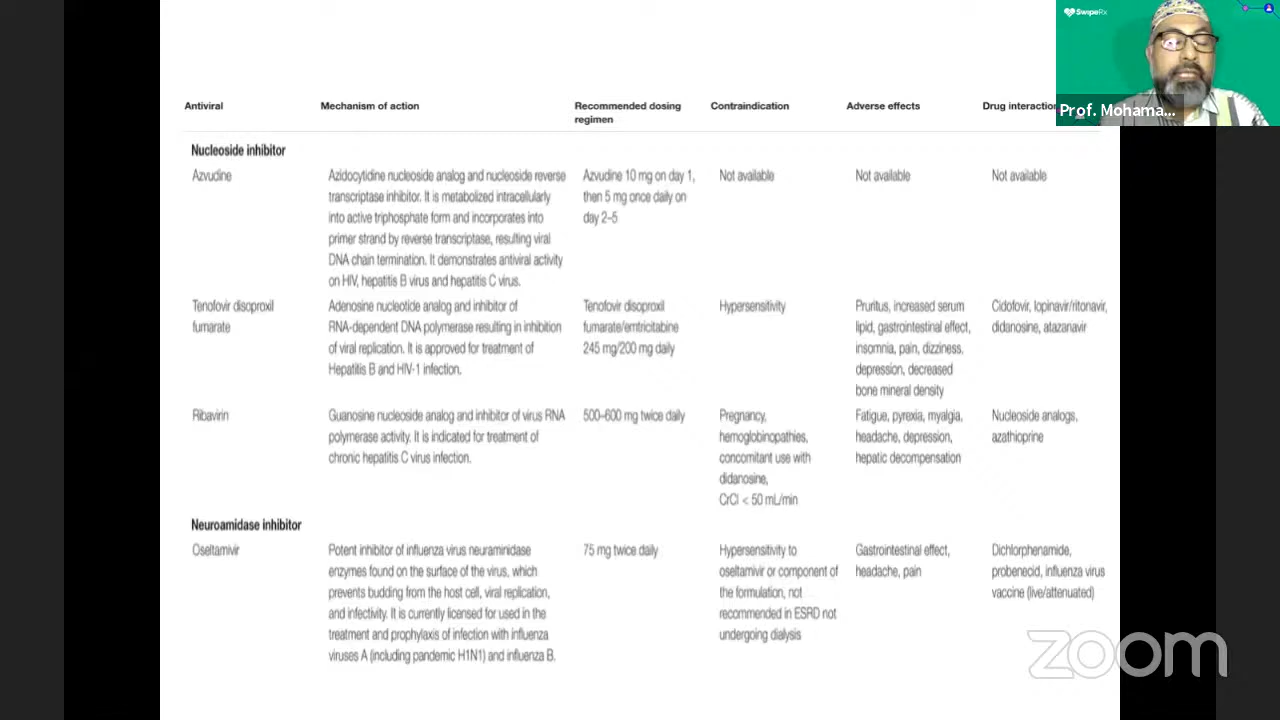 SwipeRx
Prof. Mohama...
Antiviral
Mechanism of action
Recommended dosing
regimen
Contraindication
Adverse effects
Drug
Nucleoside inhibitor
Azvudine
Azidocytidine nucleoside analog and nucleoside reverse
transcriptase inhibitor. It is metabolized intracellularly
into active triphosphate form and incorporates into
primer strand by reverse transcriptase, resulting viral
DNA chain termination. It demonstrates antiviral activity
on HIV, hepatitis B virus and hepatitis C virus.
Azvudine 10 mg on day 1,
then 5 mg once daily on
day 2–5
Not available
Not available
Not available
Tenofovir disoproxil
fumarate
Adenosine nucleotide analog and inhibitor of
RNA-dependent DNA polymerase resulting in inhibition
of viral replication. It is approved for treatment of
Hepatitis B and HIV-1 infection.
Tenofovir disoproxil
fumarate/emtricitabine
245 mg/200 mg daily
Hypersensitivity
Pruritus, increased serum
lipid, gastrointestinal effect,
insomnia, pain, dizziness,
depression, decreased
bone mineral density
Cidofovir, lopinavir/ritonavir,
didanosine, atazanavir
Ribavirin
Guanosine nucleoside analog and inhibitor of virus RNA
polymerase activity. It is indicated for treatment of
chronic hepatitis C virus infection.
500–600 mg twice daily
Pregnancy,
hemoglobinopathies,
concomitant use with
didanosine,
CrCl < 50 mL/min
Fatigue, pyrexia, myalgia,
headache, depression,
hepatic decompensation
Nucleoside analogs,
azathioprine
Neuroamidase inhibitor
Oseltamivir
Potent inhibitor of influenza virus neuraminidase
enzymes found on the surface of the virus, which
prevents budding from the host cell, viral replication,
and infectivity. It is currently licensed for used in the
treatment and prophylaxis of infection with influenza
viruses A (including pandemic H1N1) and influenza B.
75 mg twice daily
Hypersensitivity to
oseltamivir or component of
the formulation, not
recommended in ESRD not
undergoing dialysis
Gastrointestinal effect,
headache, pain
Dichlorphenamide,
probenecid, influenza virus
vaccine (live/attenuated)
zoom